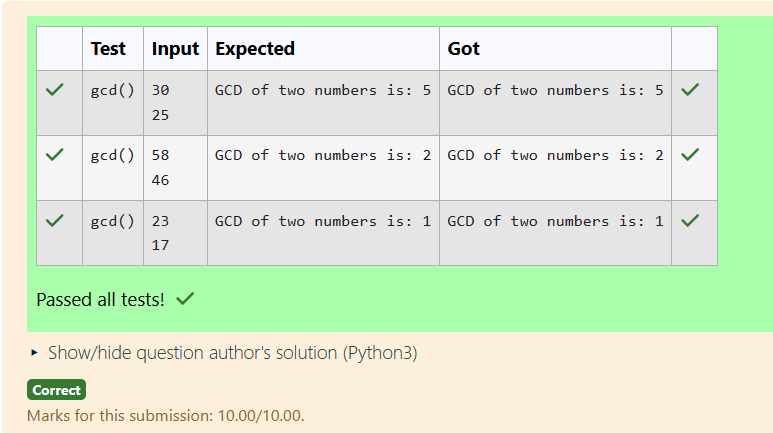 Test Input Expected Got
gcd() 30 GCD of two numbers is: 5 GCD of two numbers is: 5
25
gcd() 58 GCD of two numbers is: 2 GCD of two numbers is: 2
46
gcd() 23 GCD of two numbers is: 1 GCD of two numbers is: 1
17
Passed all tests!
Show/hide question author's solution (Python3)
Correct
Marks for this submission: 10.00/10.00.